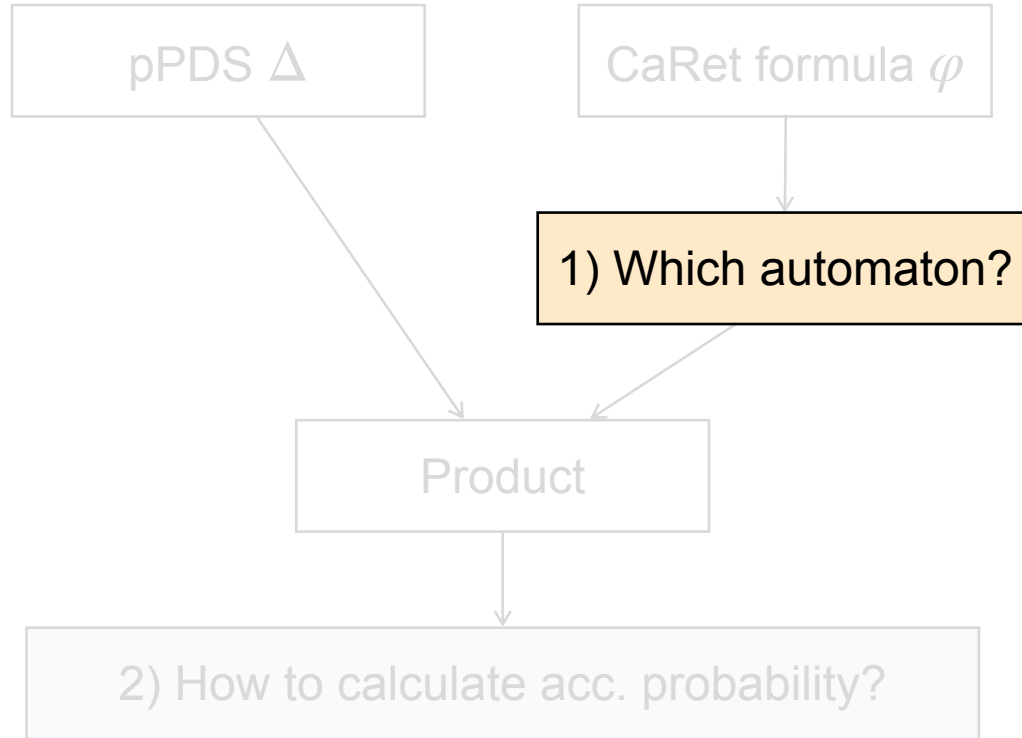 pPDS Δ
CaRet formula φ
1) Which automaton?
Product
2) How to calculate acc. probability?